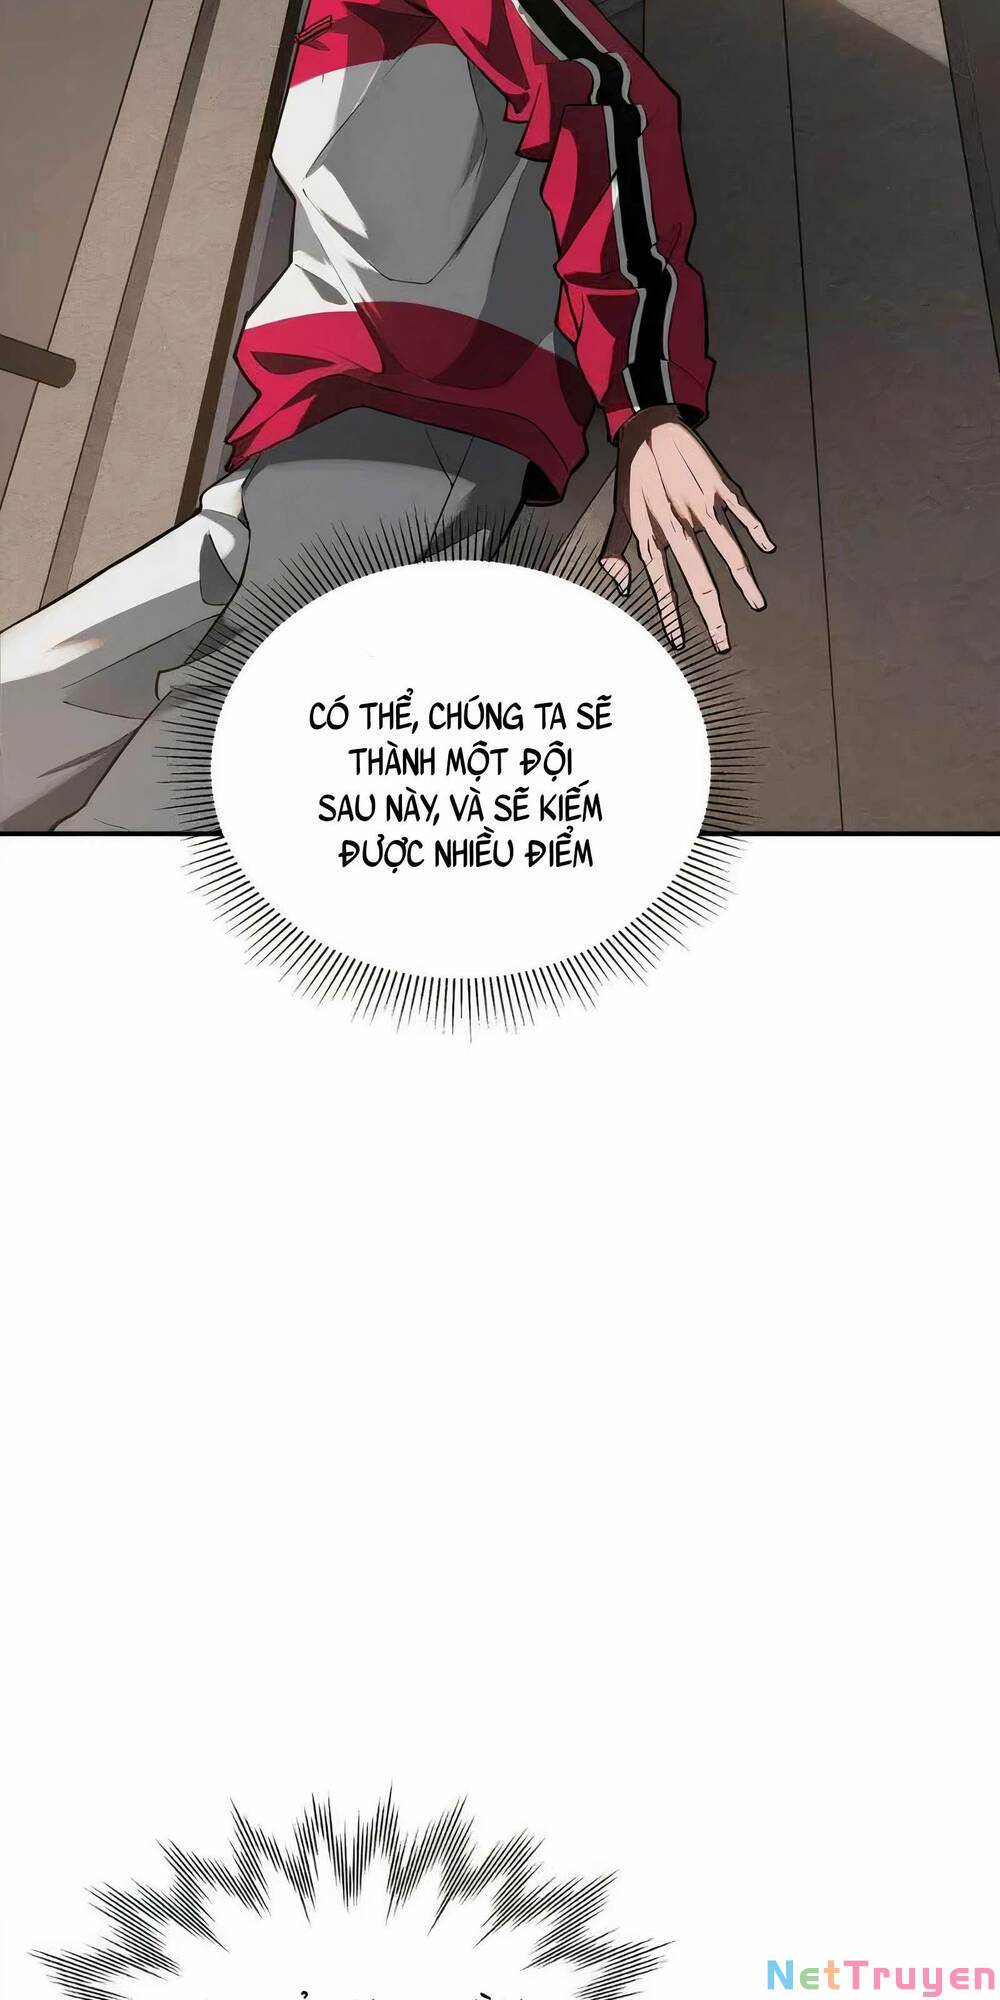 CÓ THỂ, CHÚNG TA SẼ
THÀNH MỘT ĐỘI
SAU NÀY, VÀ SẼ KIẾM
ĐƯỢC NHIỀU ĐIỂM
NETTRUYEN